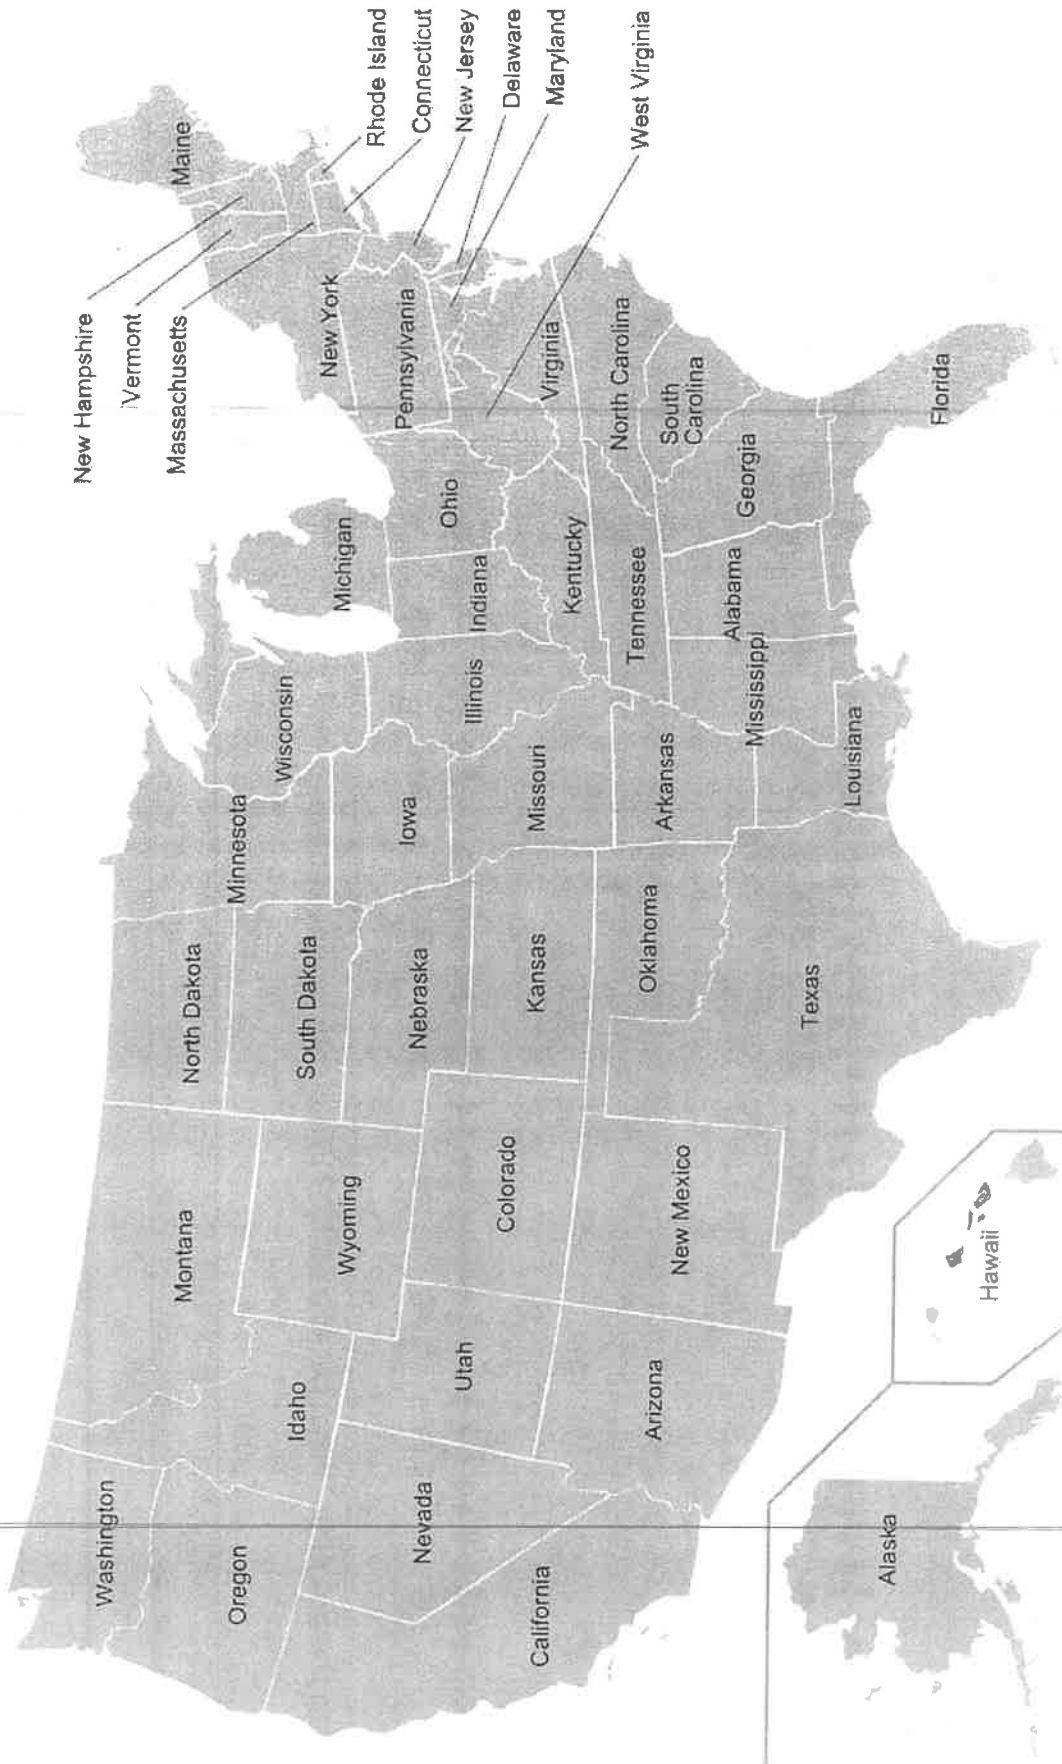 Washington
Oregon
California
Nevada
Idaho
Montana
Wyoming
Utah
Arizona
Colorado
New Mexico
North Dakota
South Dakota
Nebraska
Kansas
Oklahoma
Texas
Minnesota
Iowa
Missouri
Arkansas
Louisiana
Wisconsin
Illinois
Mississippi
Michigan
Indiana
Kentucky
Tennessee
Alabama
Ohio
Georgia
Florida
South
Carolina
North Carolina
Virginia
West Virginia
Pennsylvania
New York
New Hampshire
Vermont
Massachusetts
Maine
Rhode Island
Connecticut
New Jersey
Delaware
Maryland
Alaska
Hawaii